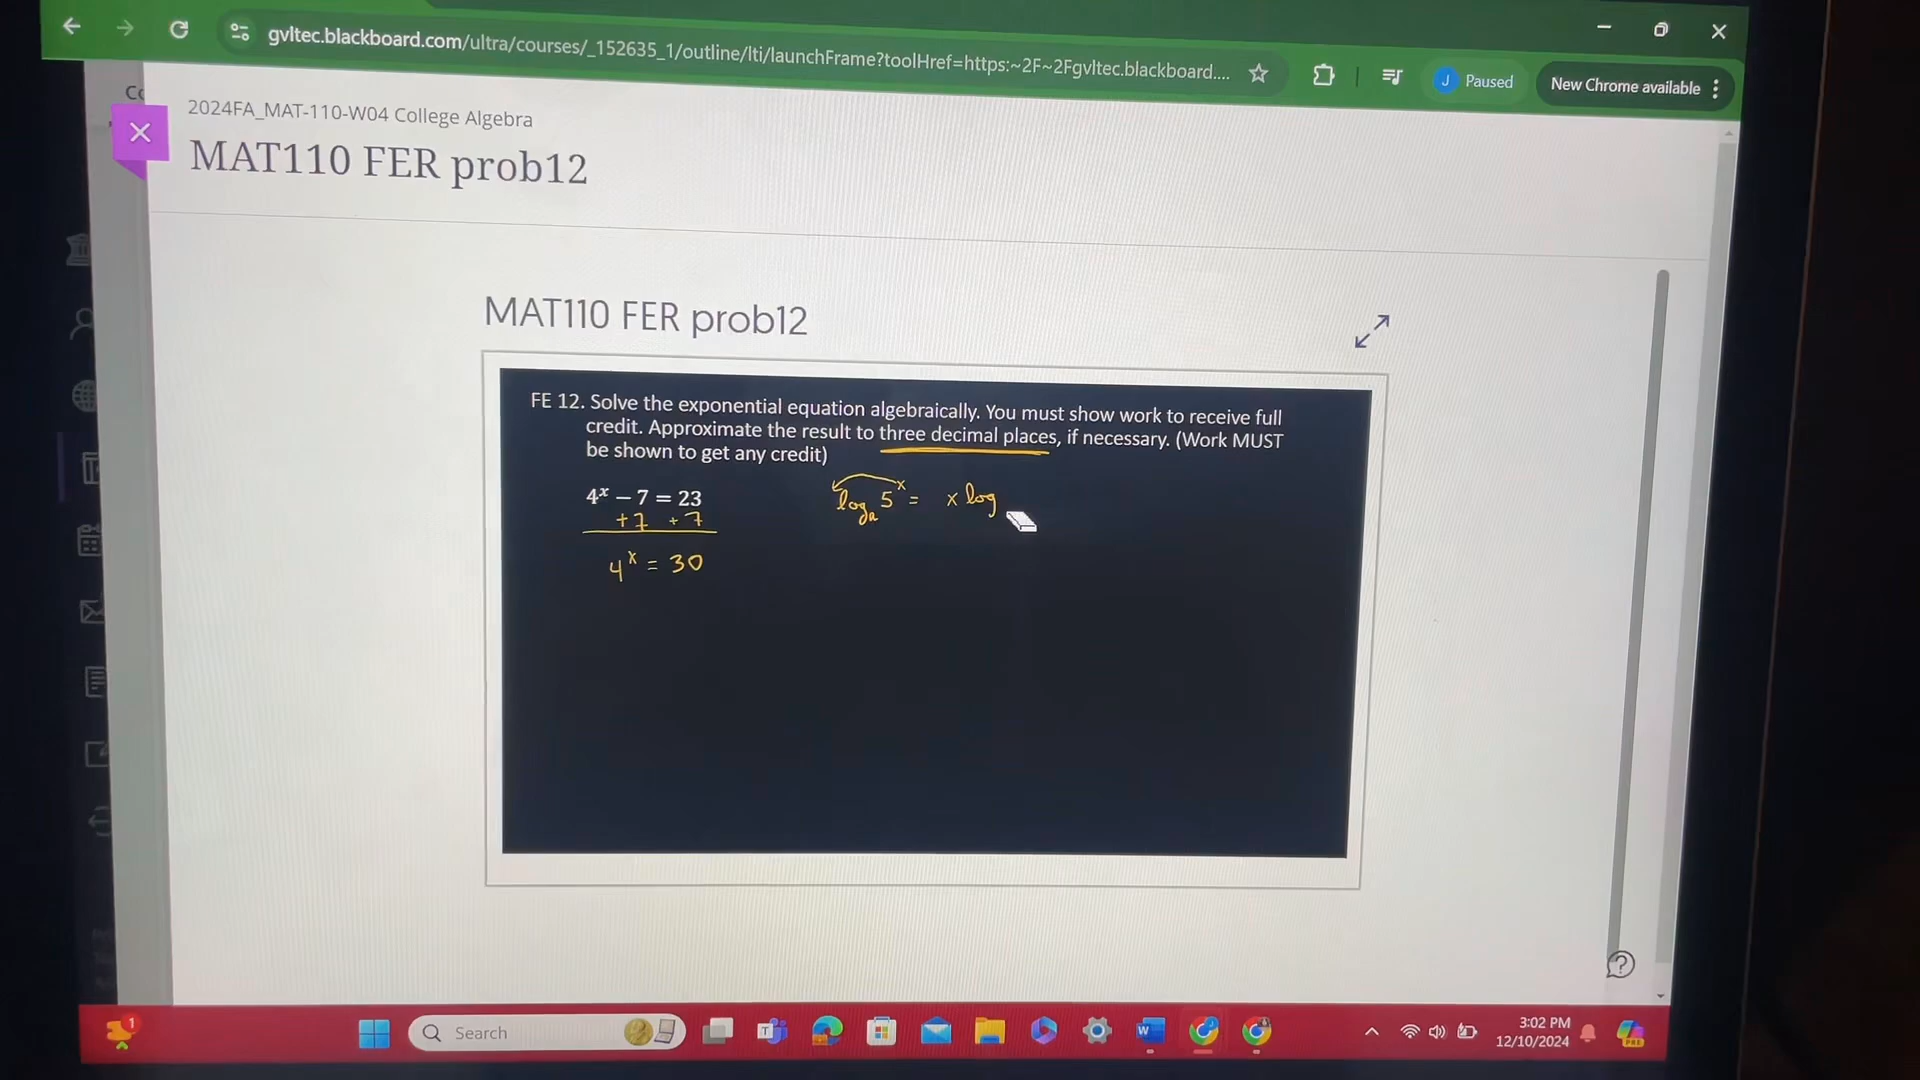 gvltec.blackboard.com/ultra/courses/_152635_1/outline/lti/launchFrame?toolHref=https:~2F~2Fgvltec.blackboard....
J Paused
New Chrome available
2024FA_MAT-110-W04 College Algebra
MAT110 FER prob12
MAT110 FER prob12
FE 12. Solve the exponential equation algebraically. You must show work to receive full
credit. Approximate the result to three decimal places, if necessary. (Work MUST
be shown to get any credit)
4ˣ − 7 = 23
+7 +7
4ˣ = 30
logₐ 5ˣ = x log
1
Search
3:02 PM
12/10/2024